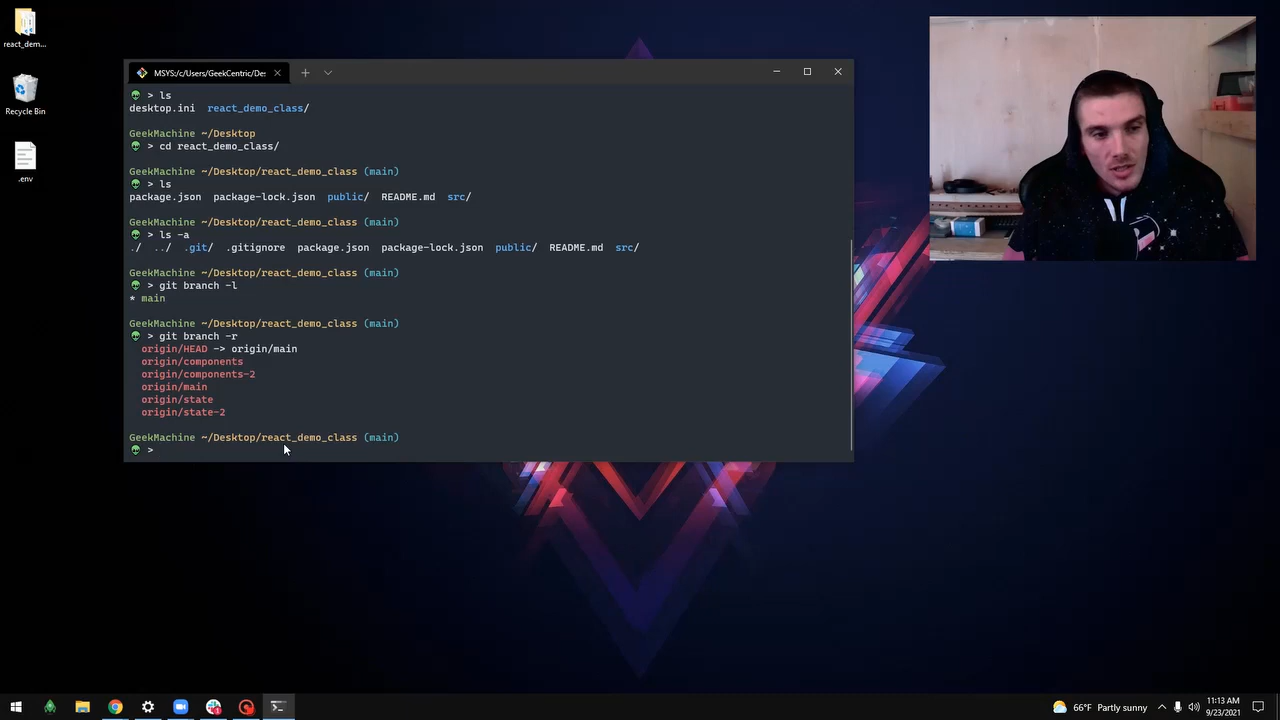 react_dem...
Recycle Bin
.env
MSYS:/c/Users/GeekCentric/Des
> ls
desktop.ini react_demo_class/
GeekMachine ~/Desktop
> cd react_demo_class/
GeekMachine ~/Desktop/react_demo_class (main)
> ls
package.json package-lock.json public/ README.md src/
GeekMachine ~/Desktop/react_demo_class (main)
> ls -a
./ ../ .git/ .gitignore package.json package-lock.json public/ README.md src/
GeekMachine ~/Desktop/react_demo_class (main)
> git branch -l
* main
GeekMachine ~/Desktop/react_demo_class (main)
> git branch -r
origin/HEAD -> origin/main
origin/components
origin/components-2
origin/main
origin/state
origin/state-2
GeekMachine ~/Desktop/react_demo_class (main)
>
66°F Partly sunny
11:13 AM
9/23/2021